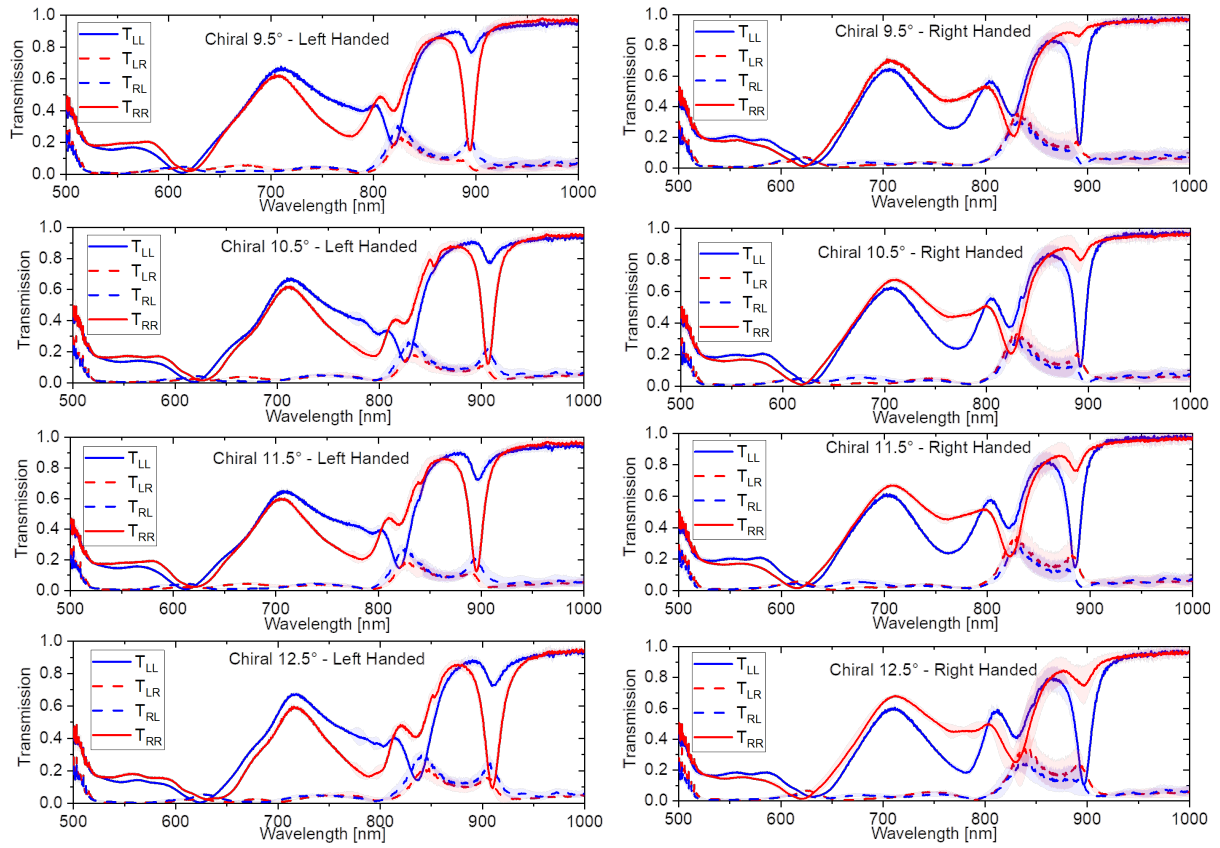 Chiral 9.5° - Left Handed
T_LL
T_LR
T_RL
T_RR
Transmission
1.0
0.8
0.6
0.4
0.2
0.0
500 600 700 800 900 1000
Wavelength [nm]
Chiral 9.5° - Right Handed
T_LL
T_LR
T_RL
T_RR
Transmission
1.0
0.8
0.6
0.4
0.2
0.0
500 600 700 800 900 1000
Wavelength [nm]
Chiral 10.5° - Left Handed
T_LL
T_LR
T_RL
T_RR
Transmission
1.0
0.8
0.6
0.4
0.2
0.0
500 600 700 800 900 1000
Wavelength [nm]
Chiral 10.5° - Right Handed
T_LL
T_LR
T_RL
T_RR
Transmission
1.0
0.8
0.6
0.4
0.2
0.0
500 600 700 800 900 1000
Wavelength [nm]
Chiral 11.5° - Left Handed
T_LL
T_LR
T_RL
T_RR
Transmission
1.0
0.8
0.6
0.4
0.2
0.0
500 600 700 800 900 1000
Wavelength [nm]
Chiral 11.5° - Right Handed
T_LL
T_LR
T_RL
T_RR
Transmission
1.0
0.8
0.6
0.4
0.2
0.0
500 600 700 800 900 1000
Wavelength [nm]
Chiral 12.5° - Left Handed
T_LL
T_LR
T_RL
T_RR
Transmission
1.0
0.8
0.6
0.4
0.2
0.0
500 600 700 800 900 1000
Wavelength [nm]
Chiral 12.5° - Right Handed
T_LL
T_LR
T_RL
T_RR
Transmission
1.0
0.8
0.6
0.4
0.2
0.0
500 600 700 800 900 1000
Wavelength [nm]